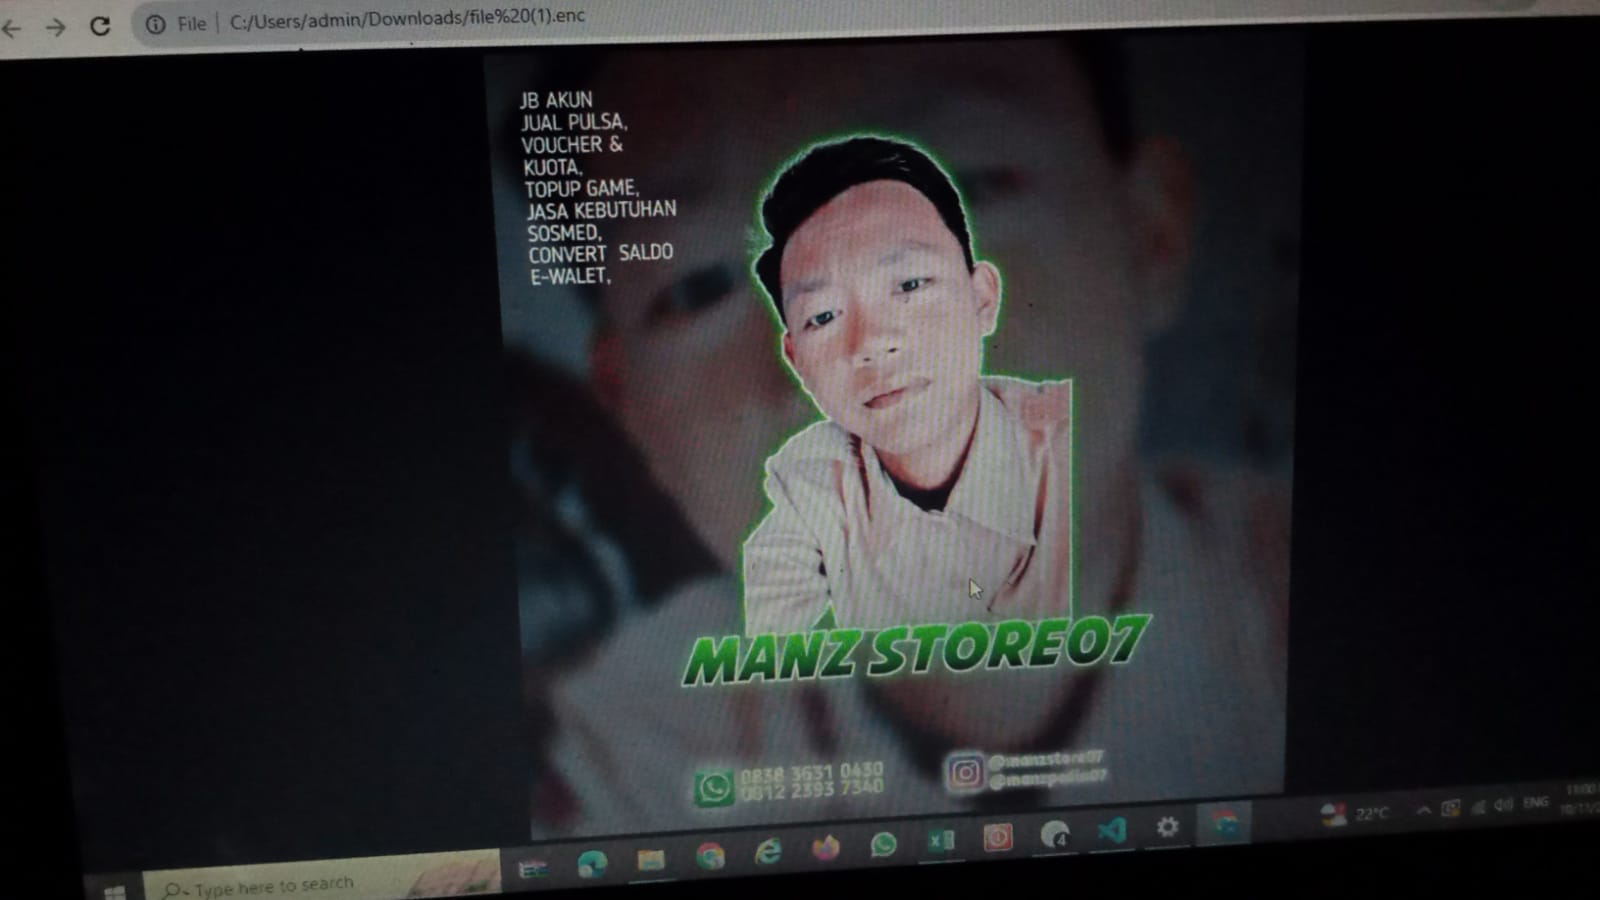 File | C:/Users/admin/Downloads/file%20(1).enc
JB AKUN
JUAL PULSA,
VOUCHER &
KUOTA,
TOPUP GAME,
JASA KEBUTUHAN
SOSMED,
CONVERT SALDO
E-WALET,
MANZ STORE07
0838 3631 0430
0812 2393 7340
@manzstore07
Type here to search
4
22°C
ENG